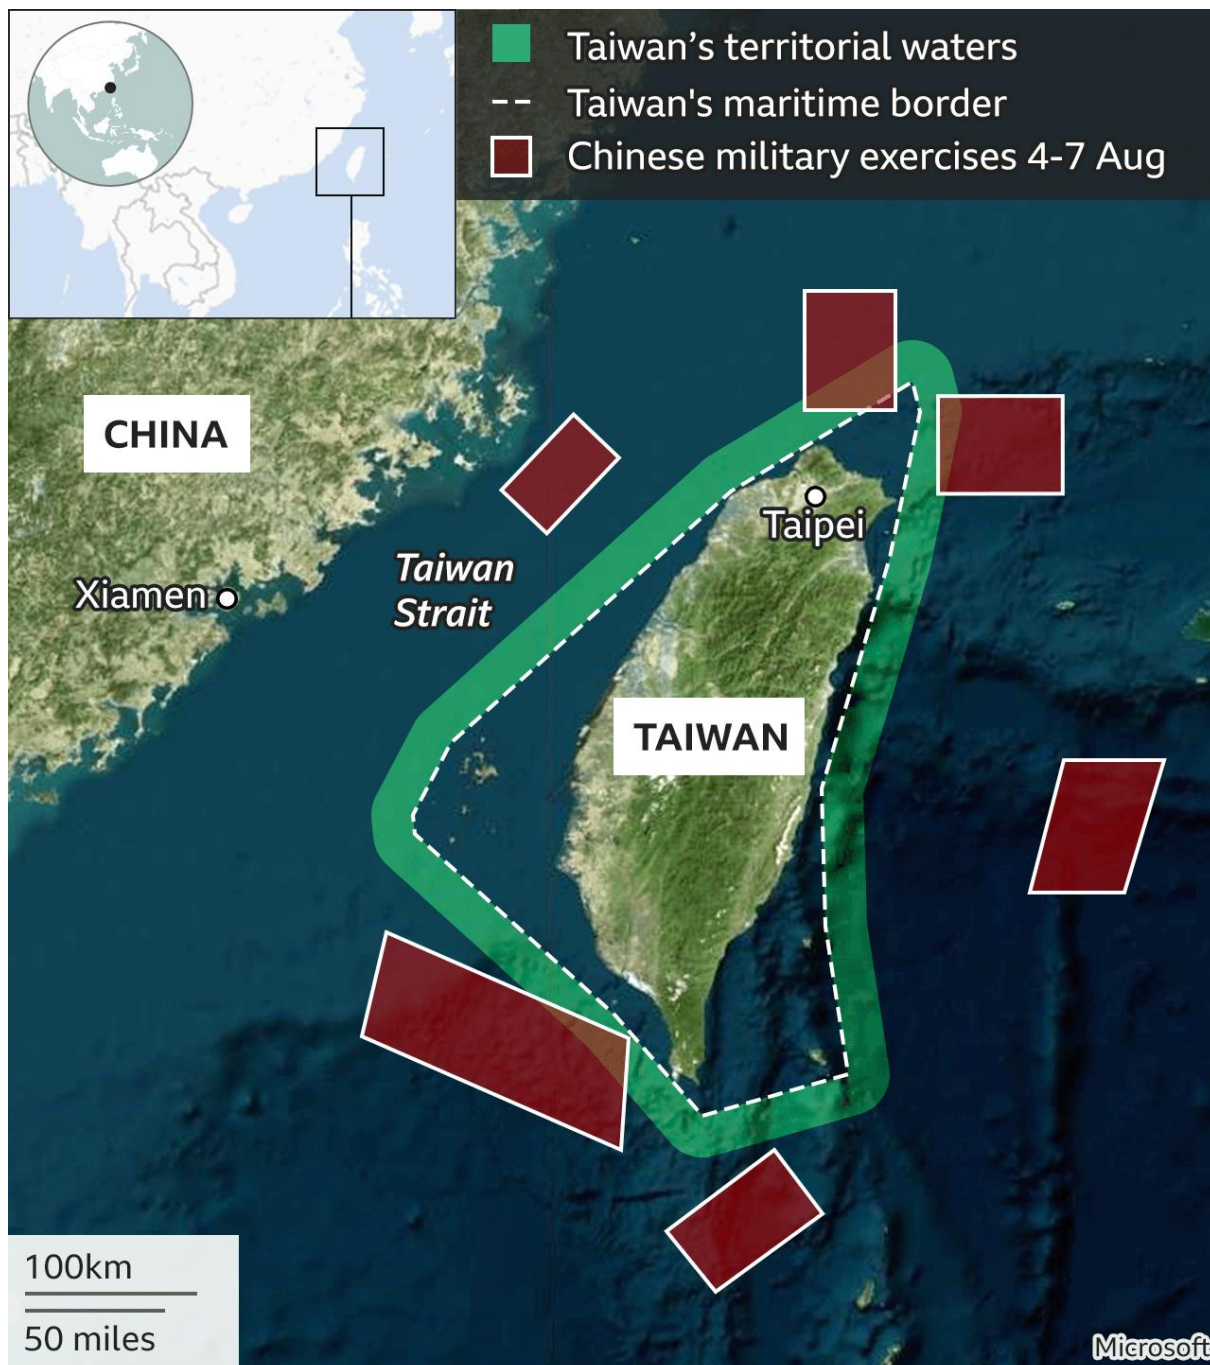 Taiwan’s territorial waters
Taiwan's maritime border
Chinese military exercises 4-7 Aug
CHINA
Taipei
Taiwan
Strait
Xiamen
TAIWAN
100km
50 miles
Microsoft